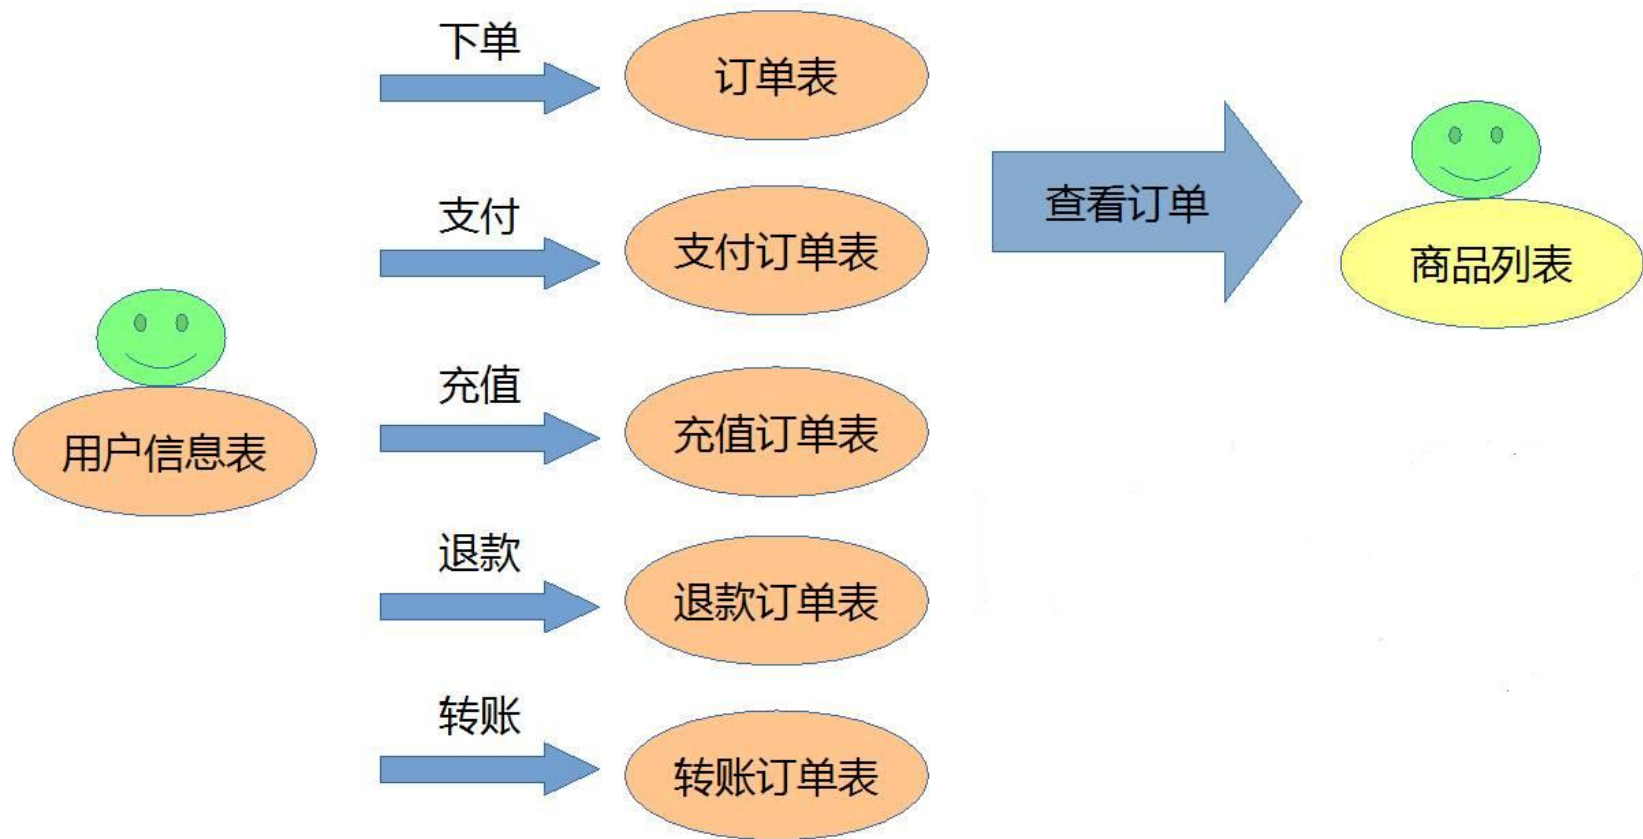 下单
订单表
支付
支付订单表
查看订单
商品列表
充值
充值订单表
用户信息表
退款
退款订单表
转账
转账订单表